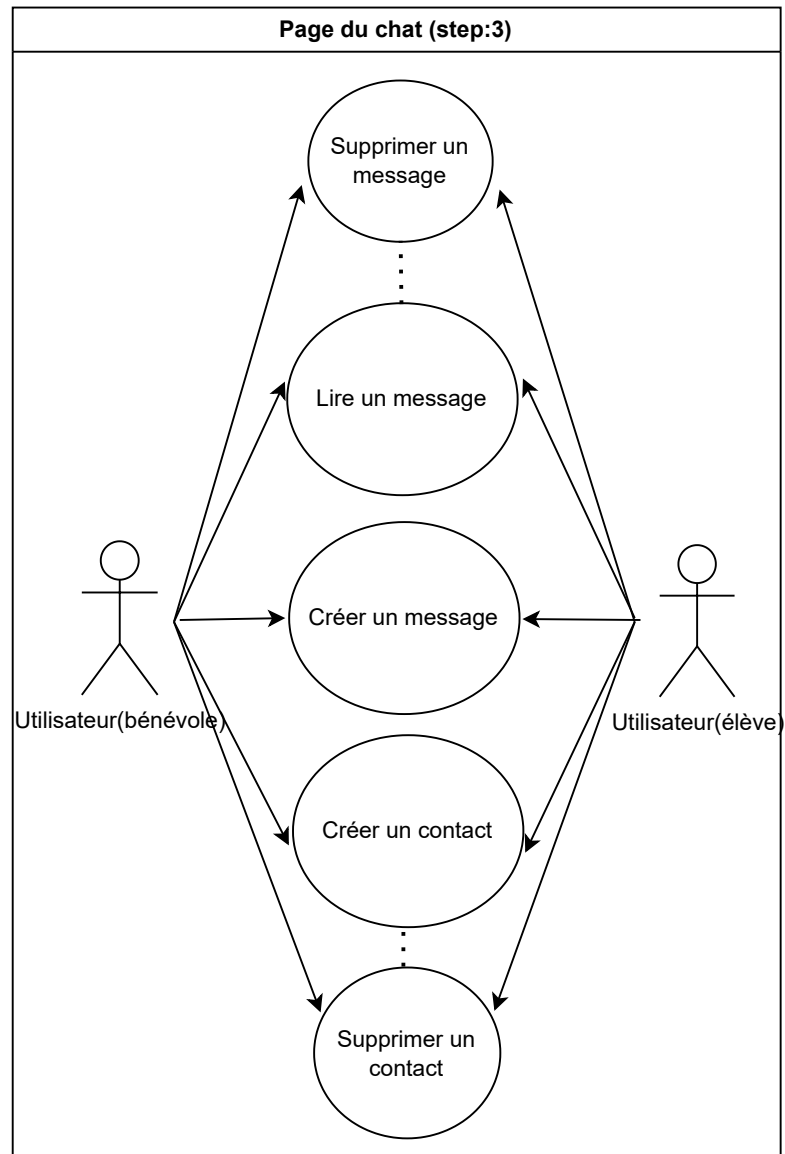 Page du chat (step:3)
Supprimer un
message
Lire un message
Créer un message
Utilisateur(bénévole)
Utilisateur(élève)
Créer un contact
Supprimer un
contact